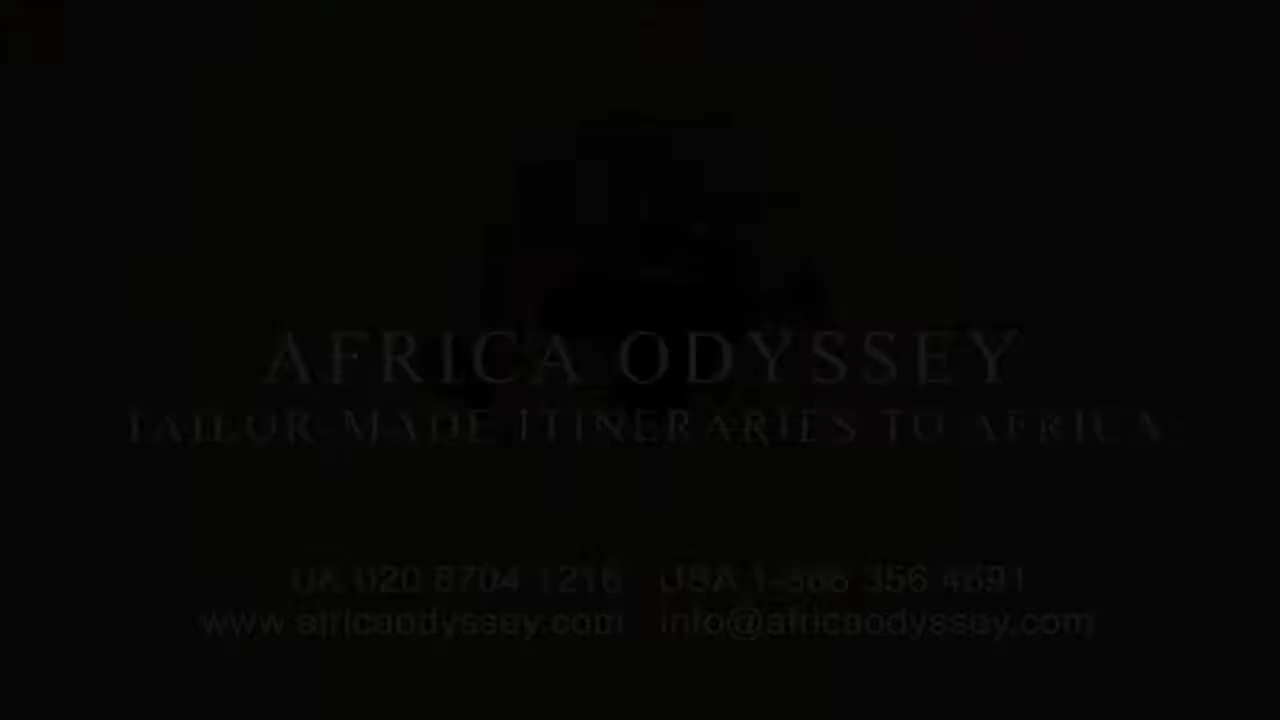 AFRICA ODYSSEY
TAILOR-MADE ITINERARIES TO AFRICA
UK 020 8704 1216 USA 1-866 356 4691
www.africaodyssey.com info@africaodyssey.com